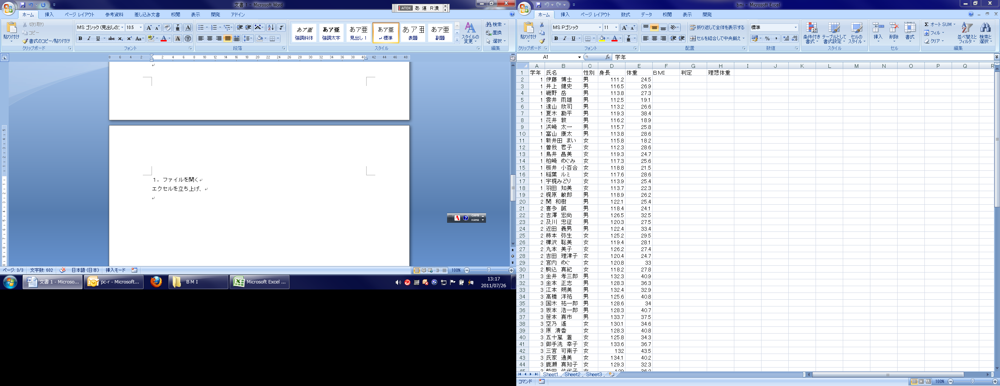 文書 1 - Microsoft Word
ATOK あ 連 R 漢
ホーム 挿入 ページ レイアウト 参考資料 差し込み文書 校閲 表示 開発 アドイン
貼り付け 切り取り コピー 書式のコピー/貼り付け クリップボード
MS ゴシック (見出しの 10.5 フォント
段落
あア亜 強調斜体 あア亜 強調太字 あア亜 見出し 1 あア亜 標準 あア亜 表題 あア亜 副題 スタイルの変更 スタイル
検索 置換 選択 編集
8 6 4 2 2 4 6 8 10 12 14 16 18 20 22 24 26 28 30 32 34 36 38 40 42 44 46 48
１．ファイルを開く
エクセルを立ち上げ、
CAPS
KANA
ページ: 3/3 文字数: 602 日本語 (日本) 挿入モード 100%
文書 1 - Microso... pc-r - Microsoft... ＢＭＩ Microsoft Excel ... 13:17
2011/07/26
bmi - Microsoft Excel
ホーム 挿入 ページ レイアウト 数式 データ 校閲 表示 開発
貼り付け クリップボード
MS Pゴシック 11 フォント
折り返して全体を表示する セルを結合して中央揃え 配置
標準 数値
条件付き書式 テーブルとして書式設定 セルのスタイル スタイル
挿入 削除 書式 セル
Σ オート SUM フィル クリア 並べ替えとフィルタ 検索と選択 編集
A1 fx 学年
A B C D E F G H I J K L M N O P Q R
1 学年 氏名 性別 身長 体重 ＢＭＩ 判定 理想体重
2 1 伊藤 博士 男 111.2 24.5
3 1 井上 健史 男 116.5 26.9
4 1 磯野 岳 男 113.8 27.3
5 1 雲井 雨雄 男 112.5 19.1
6 1 遠山 欣司 男 113.2 26.6
7 1 夏木 勘平 男 119.3 38.4
8 1 花井 敦 男 116.2 18.9
9 1 浜崎 太一 男 115.7 25.8
10 1 富山 康太 男 113.8 28.6
11 1 新井田 まい 女 115.8 18.2
12 1 曽我 君子 女 112.3 28.6
13 1 鳥井 昌美 女 119.3 24.7
14 1 柏崎 めぐみ 女 117.3 25.6
15 1 板井 小百合 女 118.8 21.5
16 1 稲葉 ルミ 女 117.6 28.6
17 1 宇梶みどり 女 113.9 25.4
18 1 羽田 知美 女 113.7 22.3
19 2 梶原 敏郎 男 118.9 26.2
20 2 関 和樹 男 122.1 25.4
21 2 喜多 誠 男 118.4 24.1
22 2 吉澤 宏尚 男 126.5 32.5
23 2 及川 忠征 男 120.3 27.5
24 2 近田 義男 男 122.4 33.4
25 2 柿本 弥生 女 125.2 29.5
26 2 樺沢 聡美 女 119.4 28.1
27 2 丸本 美子 女 126.2 27.4
28 2 吉田 理津子 女 120.4 24.7
29 2 宮内 めぐ 女 120.8 33
30 2 駒込 真紀 女 118.2 27.8
31 3 金井 孝三郎 男 132.3 40.9
32 3 金本 正志 男 128.3 36.3
33 3 江本 朔美 男 132.4 32.9
34 3 高橋 洋祐 男 125.6 40.8
35 3 国木 祐一郎 男 128.6 34
36 3 坂本 浩一郎 男 128.3 40.7
37 3 笹本 真市 男 133.7 37.5
38 3 空乃 遙 女 130.1 34.6
39 3 原 清香 女 128.3 40.8
40 3 五十嵐 蒼 女 125.8 34.3
41 3 御手洗 幸子 女 133.6 36.7
42 3 三宮 可南子 女 132 43.5
43 3 氏家 通美 女 134.1 40.2
44 3 鹿瀬 真知子 女 129.3 32.3
45 3 柴田 佐代子 女 129 36.2
Sheet1 Sheet2 Sheet3
コマンド 100%